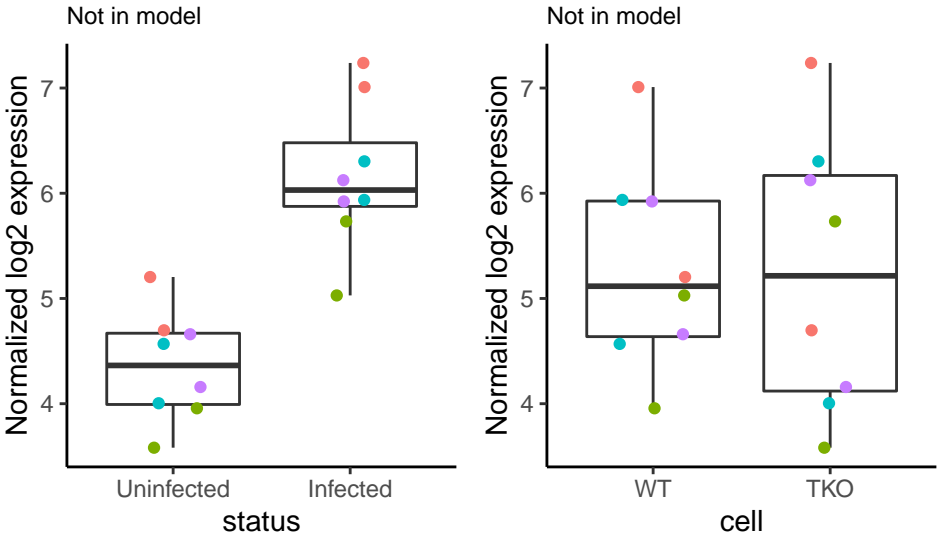 Not in model
Normalized log2 expression
7
6
5
4
Uninfected Infected
status
Not in model
Normalized log2 expression
7
6
5
4
WT TKO
cell